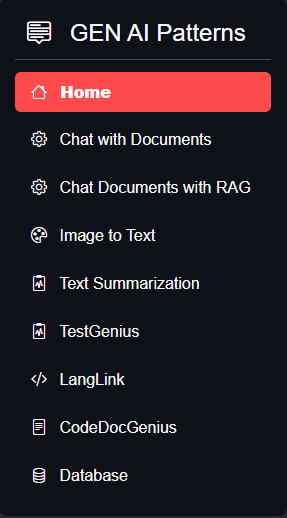 GEN AI Patterns
Home
Chat with Documents
Chat Documents with RAG
Image to Text
Text Summarization
TestGenius
LangLink
CodeDocGenius
Database